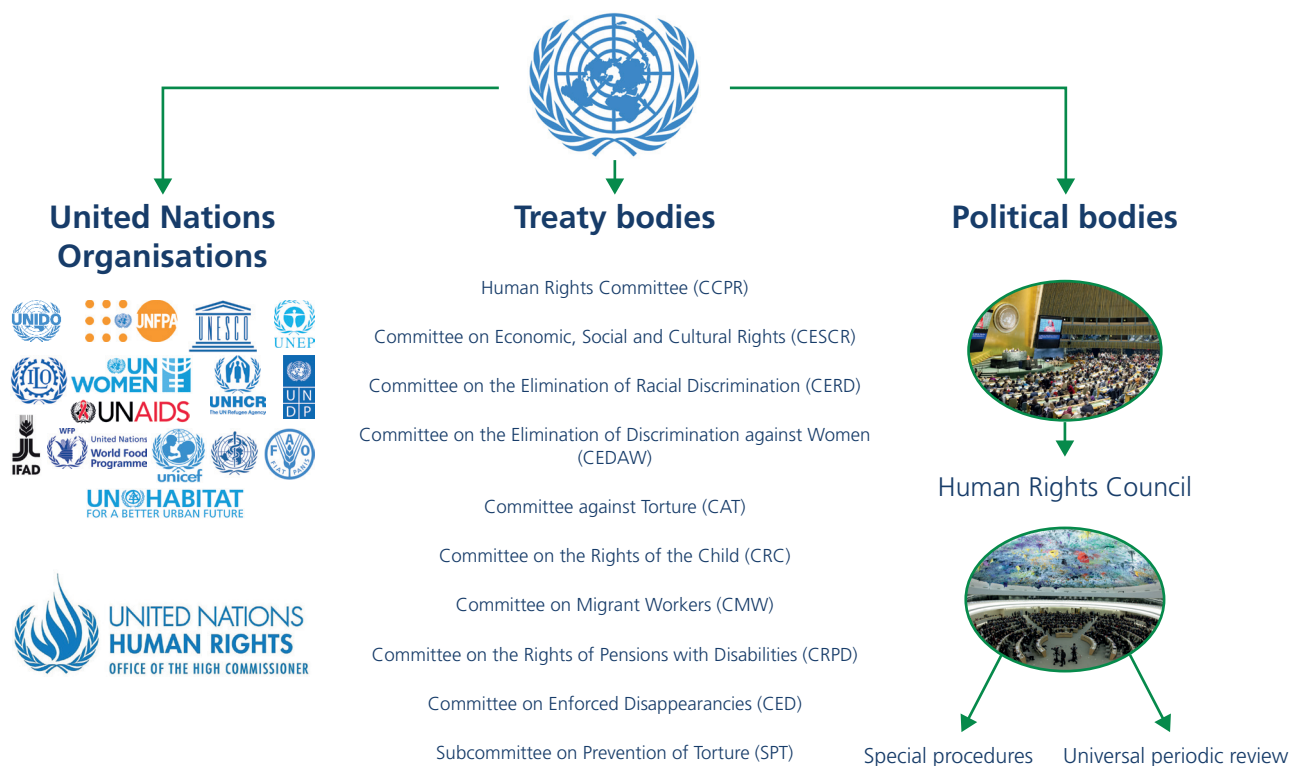 United Nations
Organisations
UNIDO
UNFPA
UNESCO
UNEP
ILO
UN
WOMEN
UNHCR
The UN Refugee Agency
U N
D P
UNAIDS
IFAD
WFP
United Nations
World Food
Programme
unicef
F A O
FIAT PANIS
UN HABITAT
FOR A BETTER URBAN FUTURE
UNITED NATIONS
HUMAN RIGHTS
OFFICE OF THE HIGH COMMISSIONER
Treaty bodies
Human Rights Committee (CCPR)
Committee on Economic, Social and Cultural Rights (CESCR)
Committee on the Elimination of Racial Discrimination (CERD)
Committee on the Elimination of Discrimination against Women
(CEDAW)
Committee against Torture (CAT)
Committee on the Rights of the Child (CRC)
Committee on Migrant Workers (CMW)
Committee on the Rights of Pensions with Disabilities (CRPD)
Committee on Enforced Disappearancies (CED)
Subcommittee on Prevention of Torture (SPT)
Political bodies
Human Rights Council
Special procedures
Universal periodic review